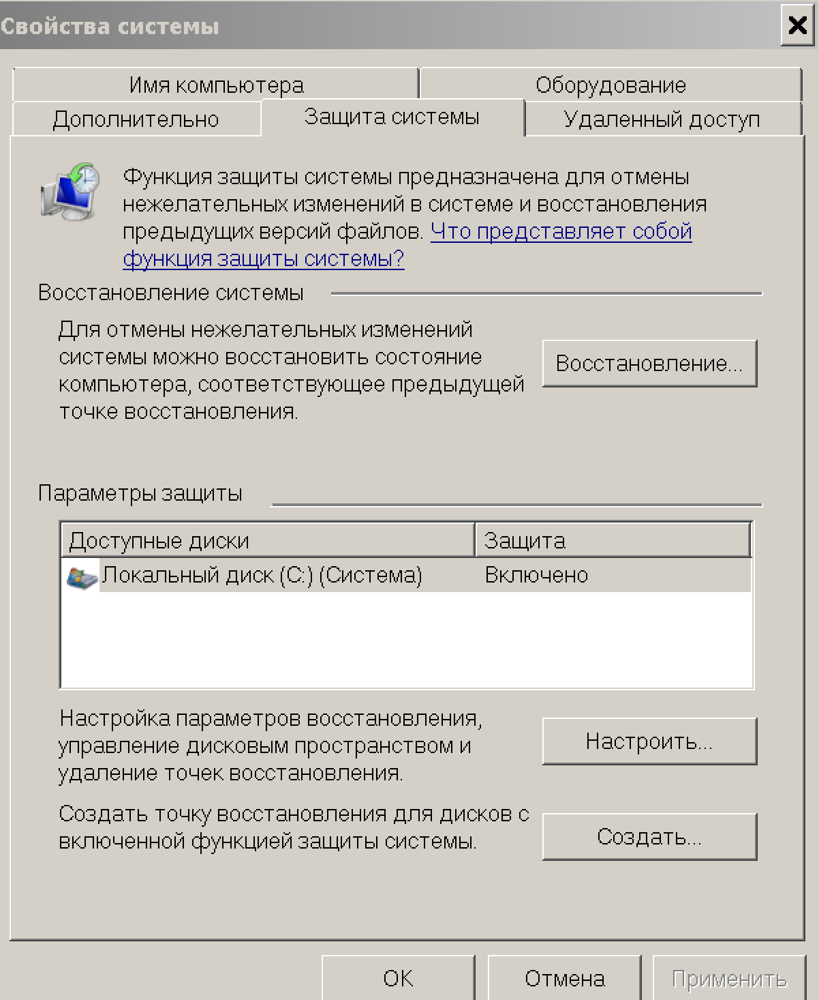 Свойства системы
Имя компьютера
Оборудование
Дополнительно
Защита системы
Удаленный доступ
Функция защиты системы предназначена для отмены
нежелательных изменений в системе и восстановления
предыдущих версий файлов. Что представляет собой
функция защиты системы?
Восстановление системы
Для отмены нежелательных изменений
системы можно восстановить состояние
компьютера, соответствующее предыдущей
точке восстановления.
Восстановление...
Параметры защиты
Доступные диски
Защита
Локальный диск (C:) (Система)
Включено
Настройка параметров восстановления,
управление дисковым пространством и
удаление точек восстановления.
Настроить...
Создать точку восстановления для дисков с
включенной функцией защиты системы.
Создать...
ОК
Отмена
Применить